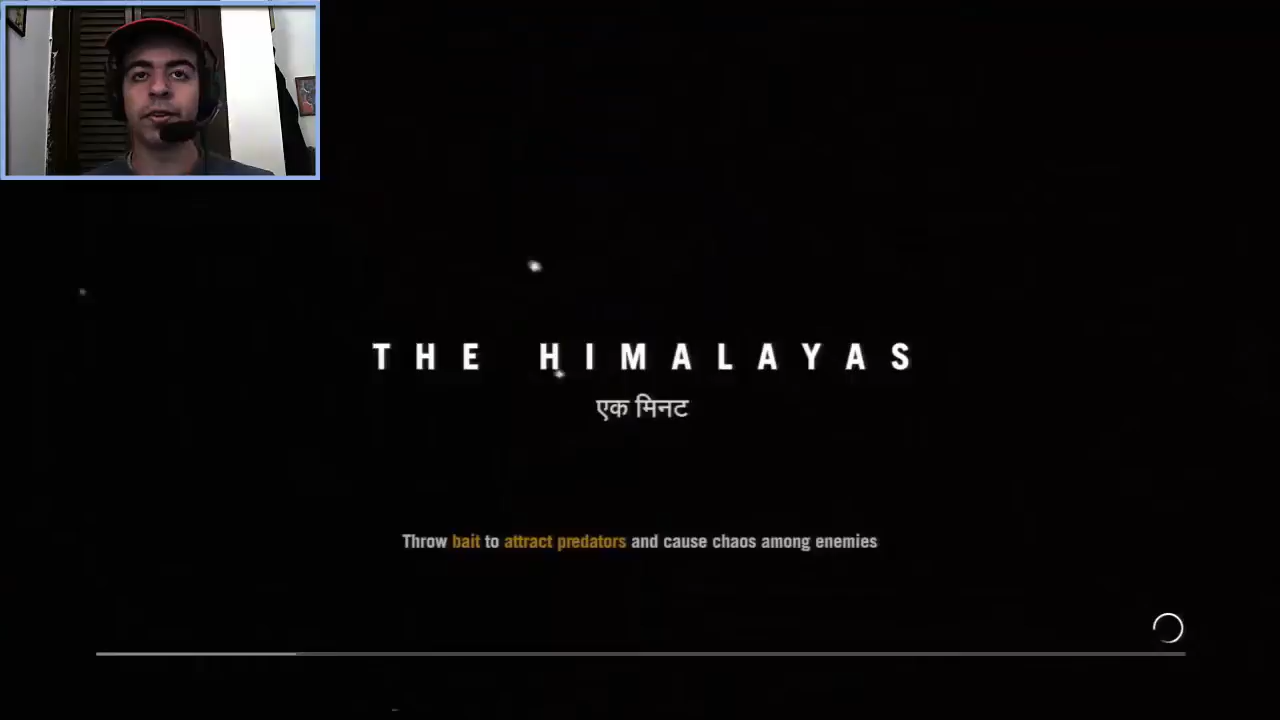 THE HIMALAYAS
एक मिनट
Throw bait to attract predators and cause chaos among enemies